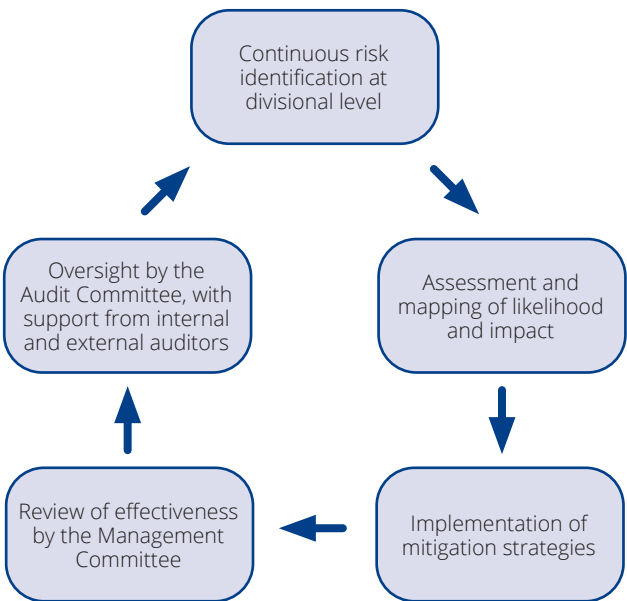 Continuous risk
identification at
divisional level
Assessment and
mapping of likelihood
and impact
Implementation of
mitigation strategies
Review of effectiveness
by the Management
Committee
Oversight by the
Audit Committee, with
support from internal
and external auditors